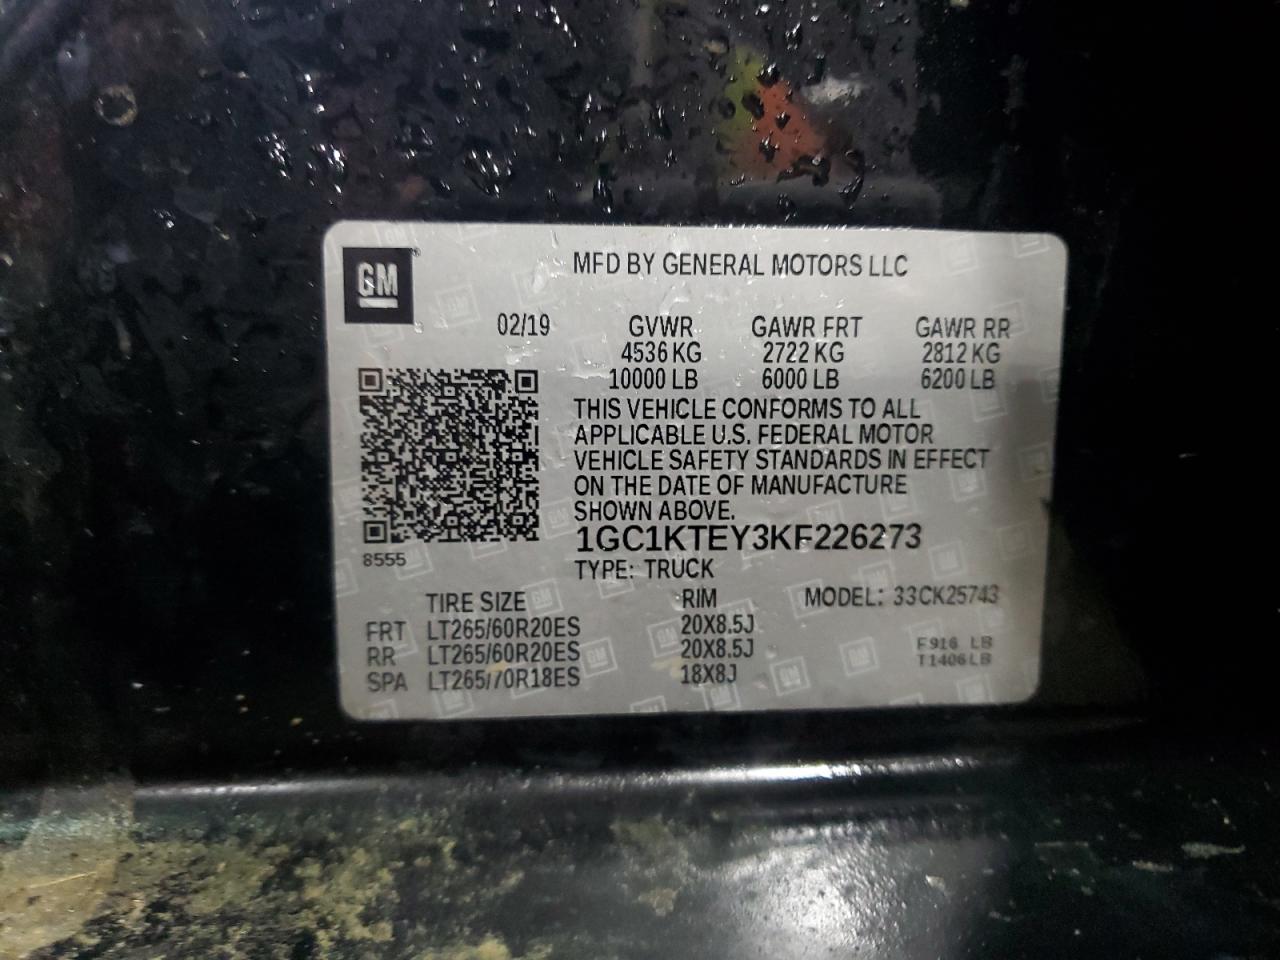 GM
MFD BY GENERAL MOTORS LLC
02/19 GVWR GAWR FRT GAWR RR
4536 KG 2722 KG 2812 KG
10000 LB 6000 LB 6200 LB
THIS VEHICLE CONFORMS TO ALL
APPLICABLE U.S. FEDERAL MOTOR
VEHICLE SAFETY STANDARDS IN EFFECT
ON THE DATE OF MANUFACTURE
SHOWN ABOVE.
1GC1KTEY3KF226273
8555
TYPE: TRUCK
TIRE SIZE RIM MODEL: 33CK25743
FRT LT265/60R20ES 20X8.5J
RR LT265/60R20ES 20X8.5J
SPA LT265/70R18ES 18X8J
F916 LB
T1406LB